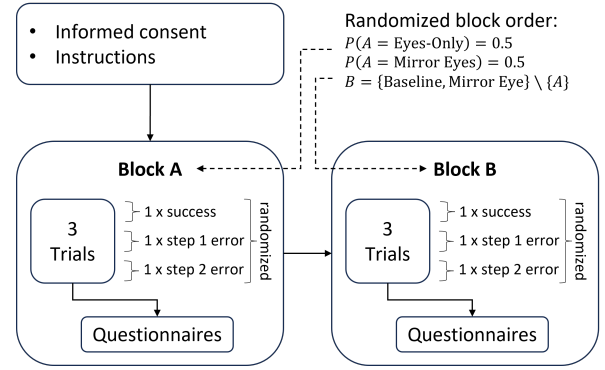 • Informed consent
• Instructions
Randomized block order:
P(A = Eyes-Only) = 0.5
P(A = Mirror Eyes) = 0.5
B = {Baseline, Mirror Eye} \ {A}
Block A
3
Trials
1 x success
1 x step 1 error
1 x step 2 error
randomized
Questionnaires
Block B
3
Trials
1 x success
1 x step 1 error
1 x step 2 error
randomized
Questionnaires